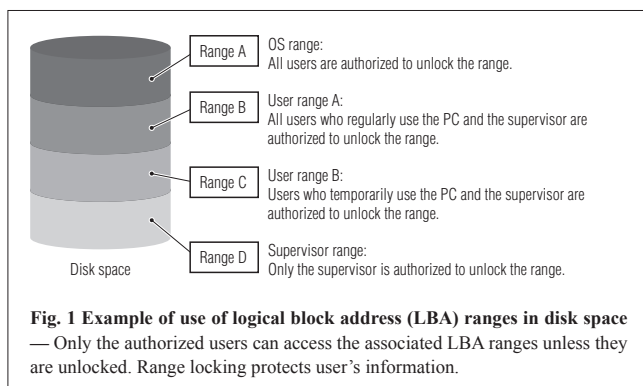 Range A
OS range:
All users are authorized to unlock the range.
Range B
User range A:
All users who regularly use the PC and the supervisor are
authorized to unlock the range.
Range C
User range B:
Users who temporarily use the PC and the supervisor are
authorized to unlock the range.
Range D
Supervisor range:
Only the supervisor is authorized to unlock the range.
Disk space
Fig. 1 Example of use of logical block address (LBA) ranges in disk space
— Only the authorized users can access the associated LBA ranges unless they
are unlocked. Range locking protects user’s information.